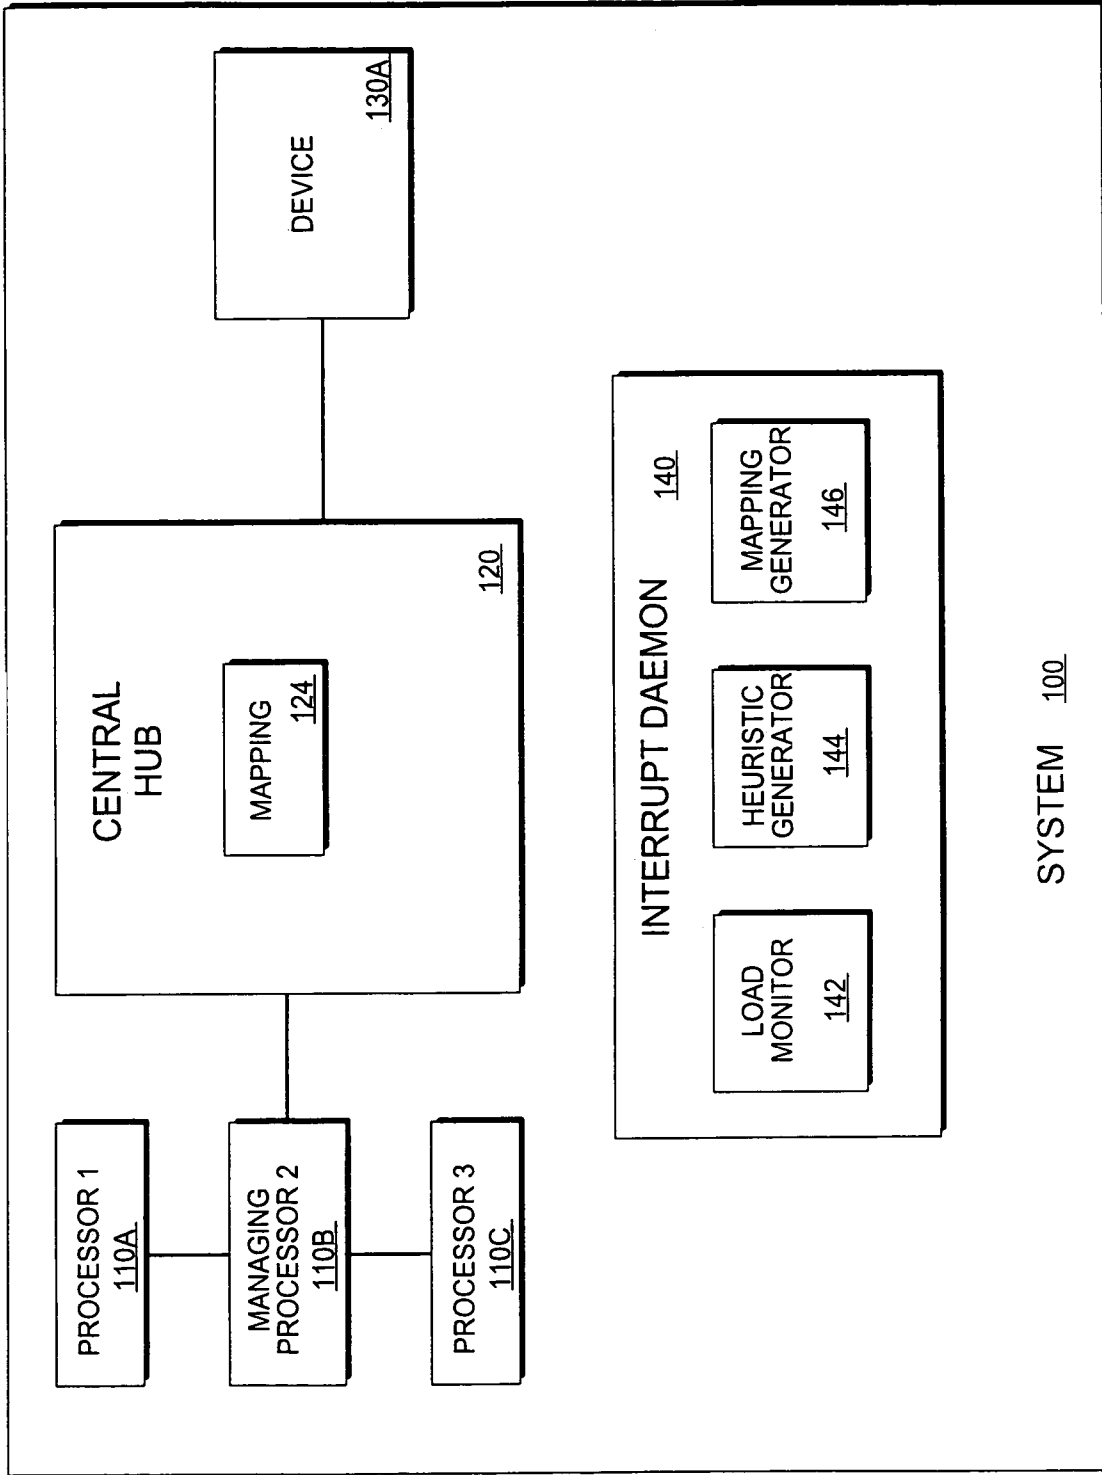 PROCESSOR 1
110A
MANAGING
PROCESSOR 2
110B
PROCESSOR 3
110C
CENTRAL
HUB
MAPPING
124
120
DEVICE
130A
INTERRUPT DAEMON
140
LOAD
MONITOR
142
HEURISTIC
GENERATOR
144
MAPPING
GENERATOR
146
SYSTEM 100